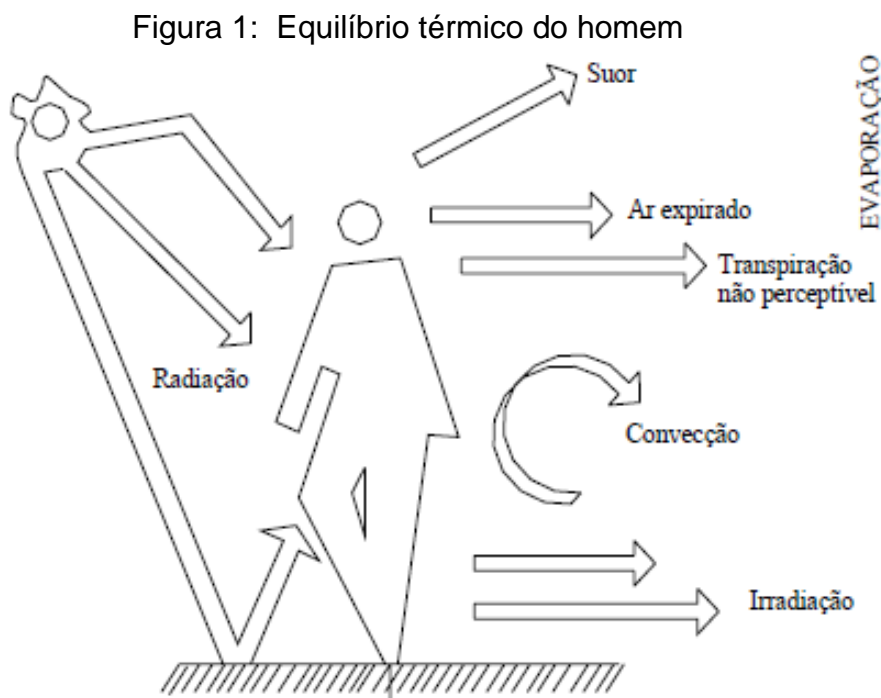 Figura 1: Equilíbrio térmico do homem
Suor
EVAPORAÇÃO
Ar expirado
Transpiração
não perceptível
Radiação
Convecção
Irradiação